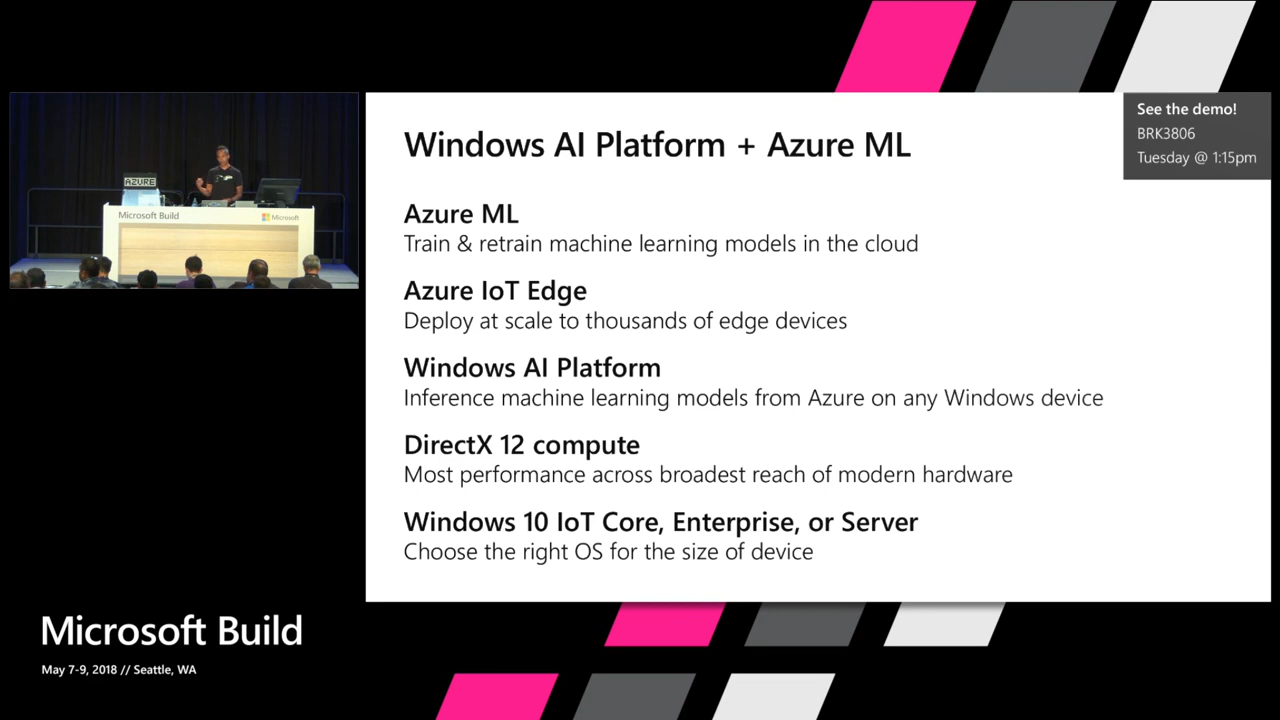 AZURE
Microsoft Build
Microsoft
Windows AI Platform + Azure ML
See the demo!
BRK3806
Tuesday @ 1:15pm
Azure ML
Train & retrain machine learning models in the cloud
Azure IoT Edge
Deploy at scale to thousands of edge devices
Windows AI Platform
Inference machine learning models from Azure on any Windows device
DirectX 12 compute
Most performance across broadest reach of modern hardware
Windows 10 IoT Core, Enterprise, or Server
Choose the right OS for the size of device
Microsoft Build
May 7-9, 2018 // Seattle, WA